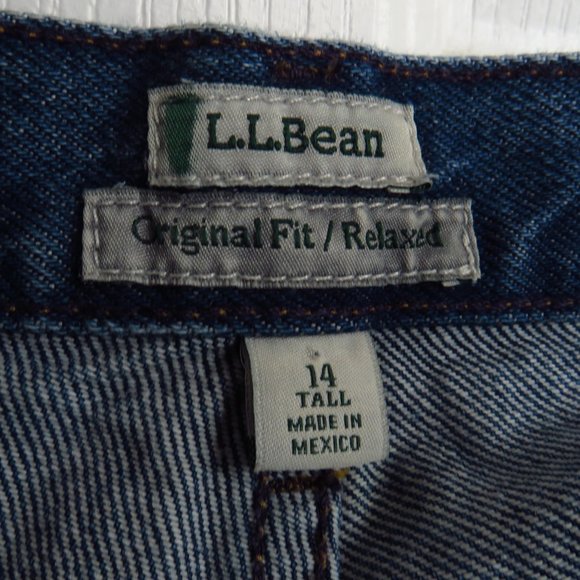 L.L.Bean
Original Fit / Relaxed
14
TALL
MADE IN
MEXICO